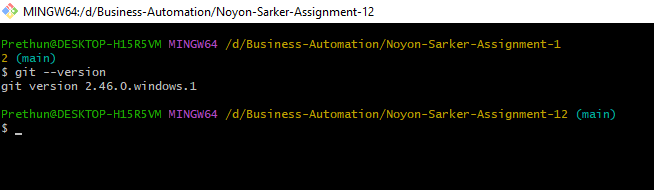 MINGW64:/d/Business-Automation/Noyon-Sarker-Assignment-12
Prethun@DESKTOP-H15R5VM MINGW64 /d/Business-Automation/Noyon-Sarker-Assignment-1
2 (main)
$ git --version
git version 2.46.0.windows.1
Prethun@DESKTOP-H15R5VM MINGW64 /d/Business-Automation/Noyon-Sarker-Assignment-12 (main)
$